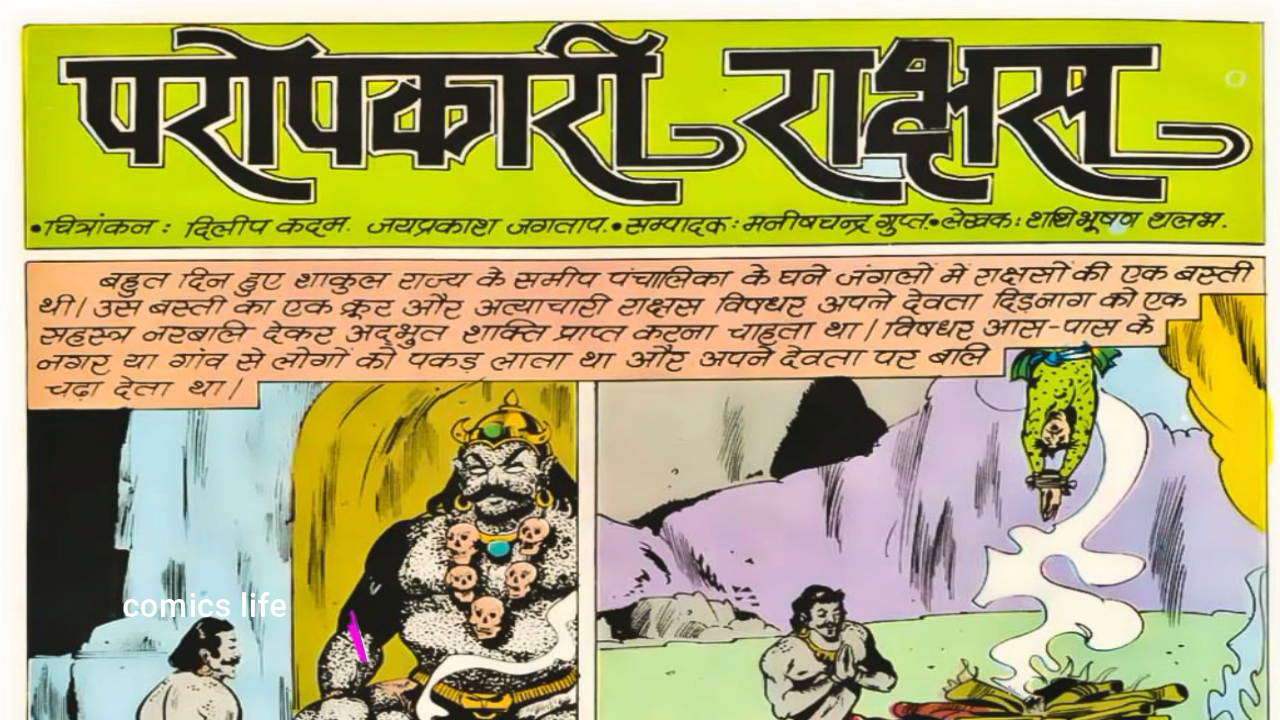 परोपकारी राक्षस
•चित्रांकन : दिलीप कदम. जयप्रकाश जगताप.•सम्पादक : मनीषचन्द्र गुप्त.•लेखक : शशिभूषण शलभ.
बहुत दिन हुए शाकुल राज्य के समीप पंचालिका के घने जंगलों में राक्षसों की एक बस्ती
थी। उस बस्ती का एक क्रूर और अत्याचारी राक्षस विषधर अपने देवता दिड़नाग को एक
सहस्त्र नरबलि देकर अद्‌भुत शक्ति प्राप्त करना चाहता था। विषधर आस-पास के
नगर या गांव से लोगों को पकड़ लाता था और अपने देवता पर बलि
चढ़ा देता था।
comics life